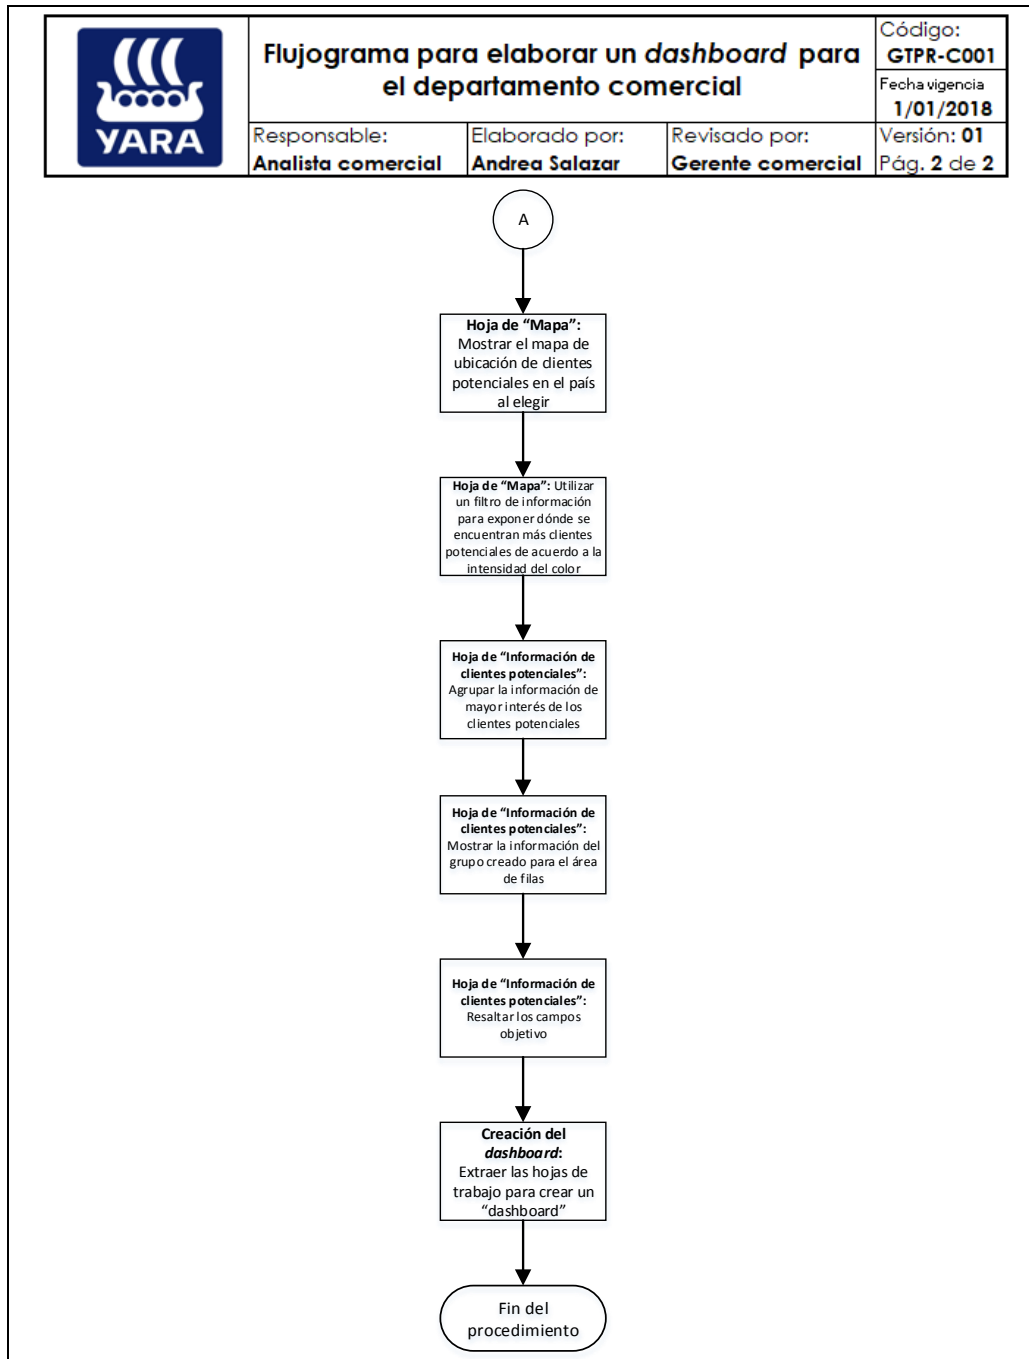 YARA
Flujograma para elaborar un dashboard para
el departamento comercial
Código:
GTPR-C001
Fecha vigencia
1/01/2018
Responsable:
Analista comercial
Elaborado por:
Andrea Salazar
Revisado por:
Gerente comercial
Versión: 01
Pág. 2 de 2
A
Hoja de “Mapa”:
Mostrar el mapa de
ubicación de clientes
potenciales en el país
al elegir
Hoja de “Mapa”: Utilizar
un filtro de información
para exponer dónde se
encuentran más clientes
potenciales de acuerdo a la
intensidad del color
Hoja de “Información de
clientes potenciales”:
Agrupar la información de
mayor interés de los
clientes potenciales
Hoja de “Información de
clientes potenciales”:
Mostrar la información del
grupo creado para el área
de filas
Hoja de “Información de
clientes potenciales”:
Resaltar los campos
objetivo
Creación del
dashboard:
Extraer las hojas de
trabajo para crear un
“dashboard”
Fin del
procedimiento